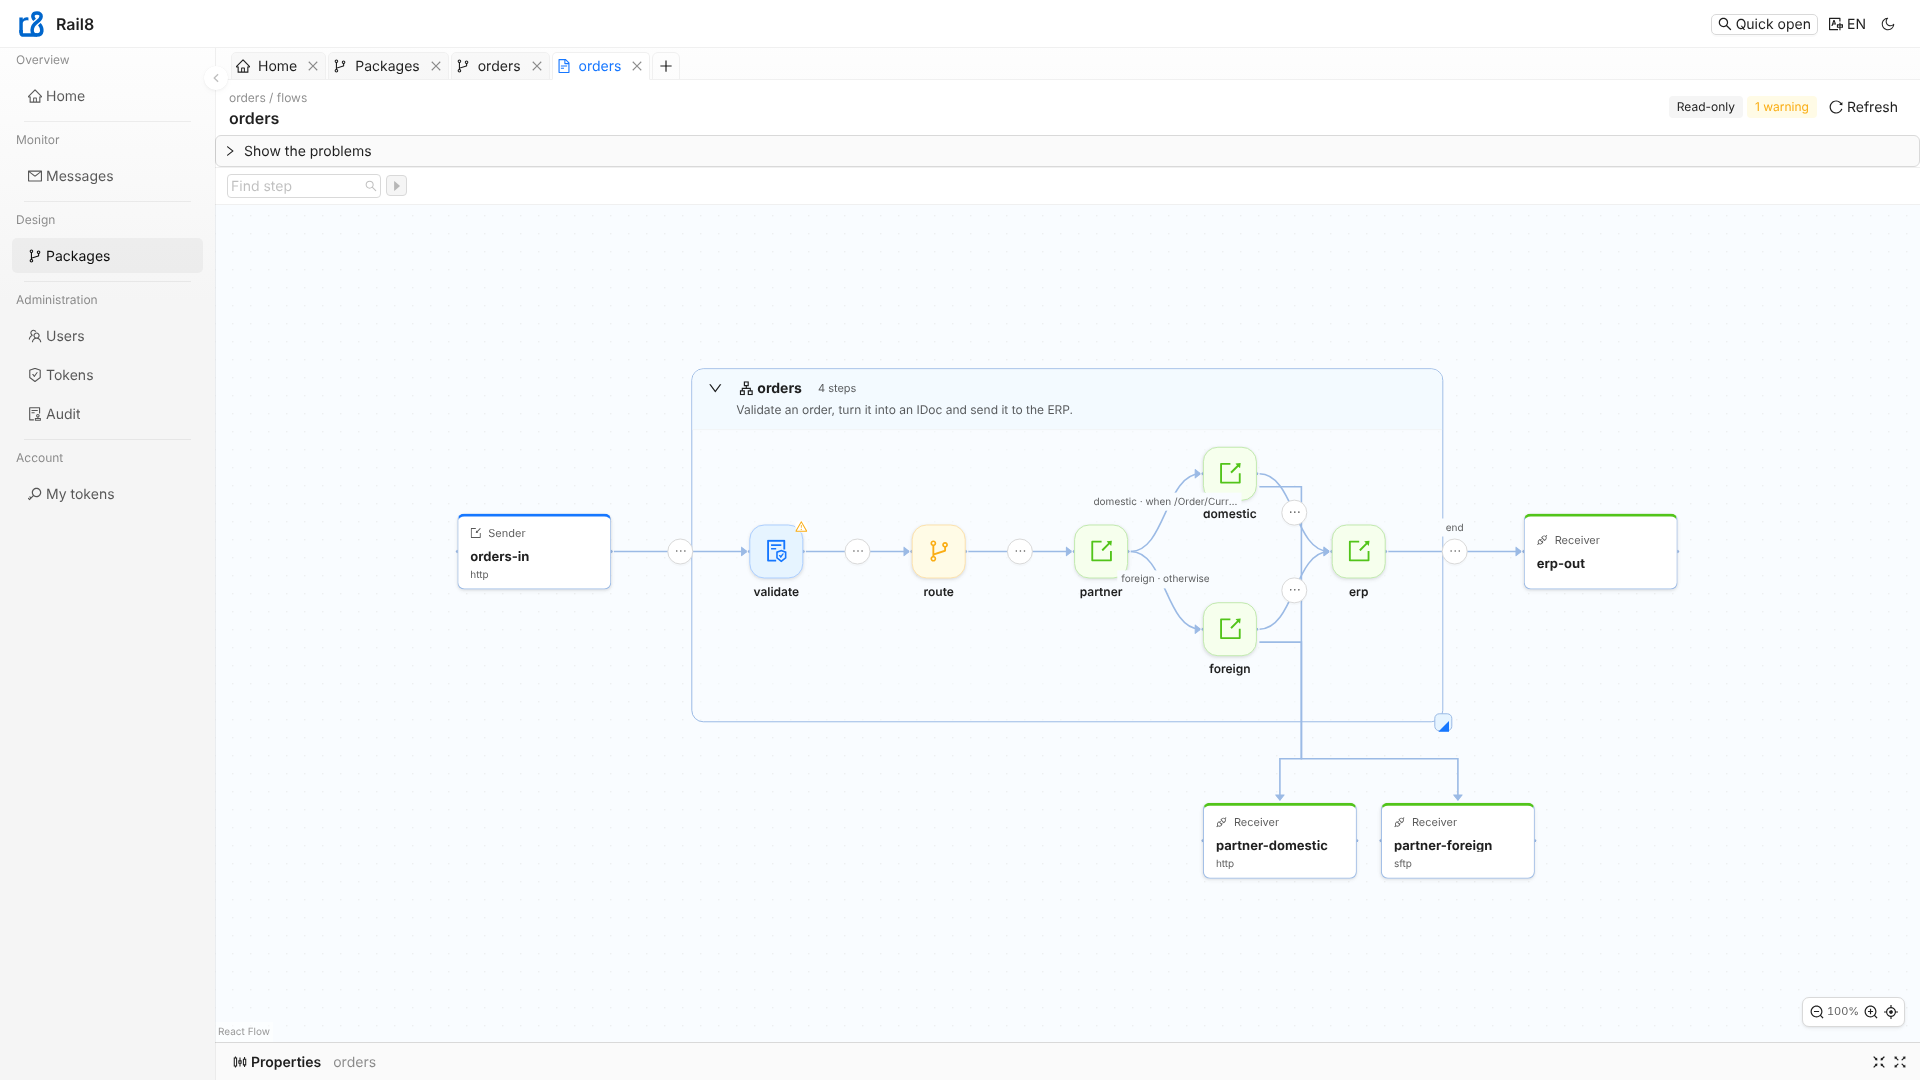 Rail8
Quick open
EN
Overview
Home
Monitor
Messages
Design
Packages
Administration
Users
Tokens
Audit
Account
My tokens
Home
Packages
orders
orders
orders / flows
orders
Read-only
1 warning
Refresh
Show the problems
Find step
orders 4 steps
Validate an order, turn it into an IDoc and send it to the ERP.
Sender
orders-in
http
validate
route
partner
domestic · when /Order/Curr...
domestic
foreign · otherwise
foreign
erp
end
Receiver
erp-out
Receiver
partner-domestic
http
Receiver
partner-foreign
sftp
100%
React Flow
Properties orders